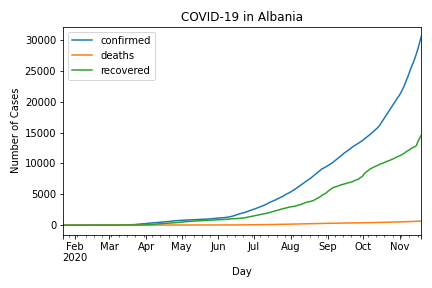 COVID-19 in Albania
confirmed
deaths
recovered
Number of Cases
30000
25000
20000
15000
10000
5000
0
Feb Mar Apr May Jun Jul Aug Sep Oct Nov
2020
Day